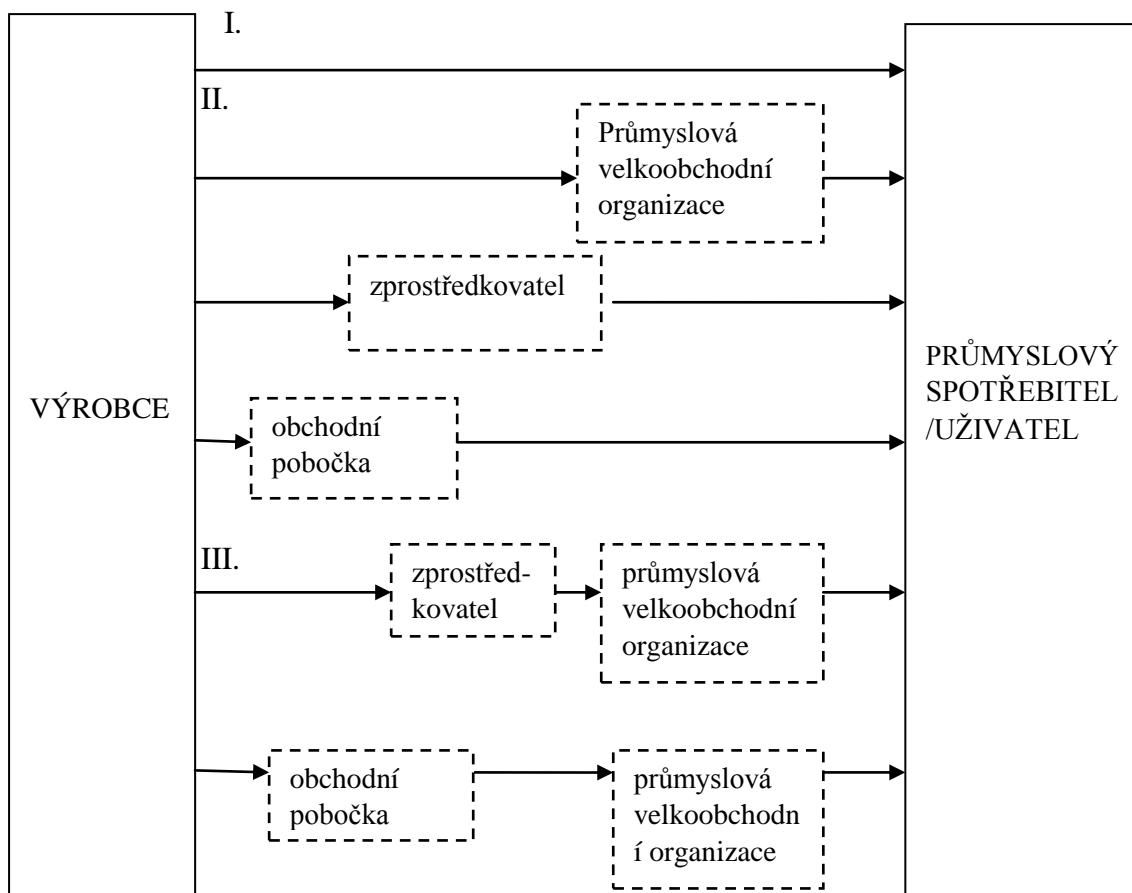 I.
II.
Průmyslová
velkoobchodní
organizace
zprostředkovatel
VÝROBCE
PRŮMYSLOVÝ
SPOTŘEBITEL
/UŽIVATEL
obchodní
pobočka
III.
zprostřed-
kovatel
průmyslová
velkoobchodní
organizace
obchodní
pobočka
průmyslová
velkoobchodn
í organizace